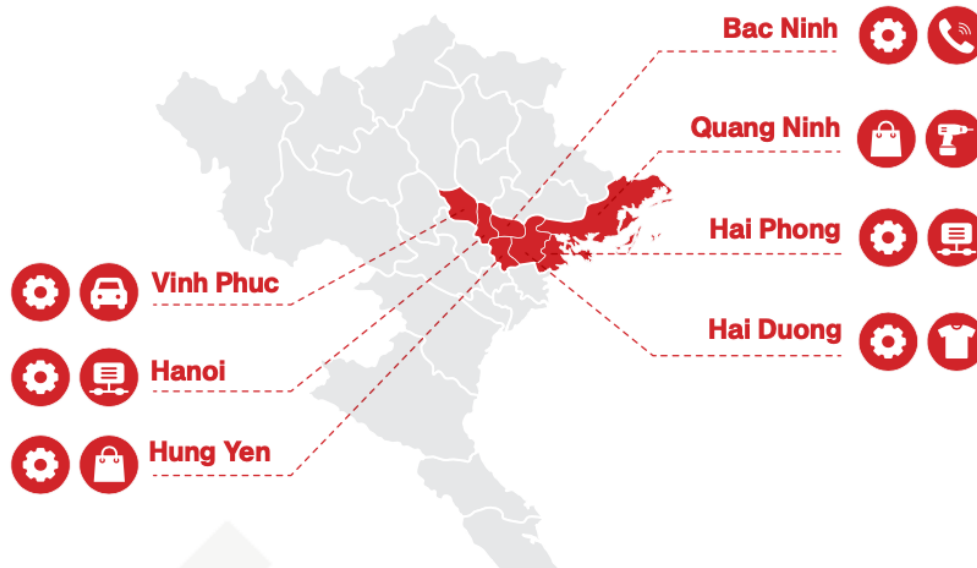 Bac Ninh
Quang Ninh
Hai Phong
Hai Duong
Vinh Phuc
Hanoi
Hung Yen